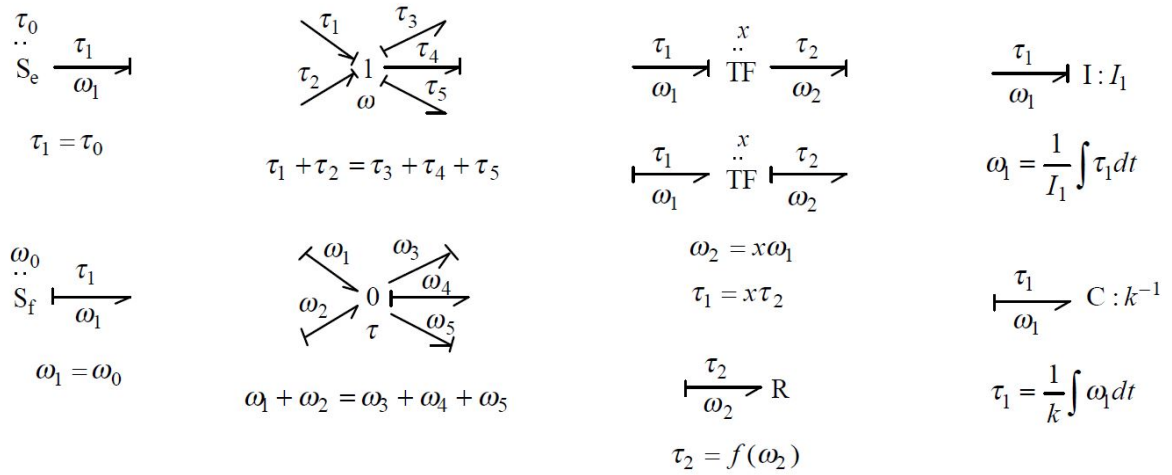 τ₀
..
Sₑ τ₁ ω₁
τ₁ = τ₀
τ₁ τ₂ 1 ω τ₃ τ₄ τ₅
τ₁ + τ₂ = τ₃ + τ₄ + τ₅
x
..
τ₁ ω₁ TF τ₂ ω₂
x
..
τ₁ ω₁ TF τ₂ ω₂
ω₂ = xω₁
τ₁ = xτ₂
τ₁ ω₁ I : I₁
ω₁ = 1/I₁ ∫ τ₁dt
ω₀
..
S_f τ₁ ω₁
ω₁ = ω₀
ω₁ ω₂ 0 τ ω₃ ω₄ ω₅
ω₁ + ω₂ = ω₃ + ω₄ + ω₅
τ₂ ω₂ R
τ₂ = f(ω₂)
τ₁ ω₁ C : k⁻¹
τ₁ = 1/k ∫ ω₁dt